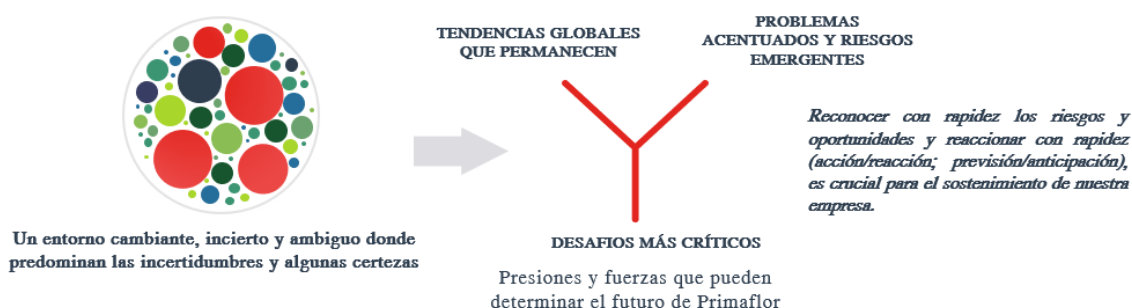 TENDENCIAS GLOBALES
QUE PERMANECEN
PROBLEMAS
ACENTUADOS Y RIESGOS
EMERGENTES
Reconocer con rapidez los riesgos y
oportunidades y reaccionar con rapidez
(acción/reacción; previsión/anticipación),
es crucial para el sostenimiento de nuestra
empresa.
Un entorno cambiante, incierto y ambiguo donde
predominan las incertidumbres y algunas certezas
DESAFIOS MÁS CRÍTICOS
Presiones y fuerzas que pueden
determinar el futuro de Primaflor